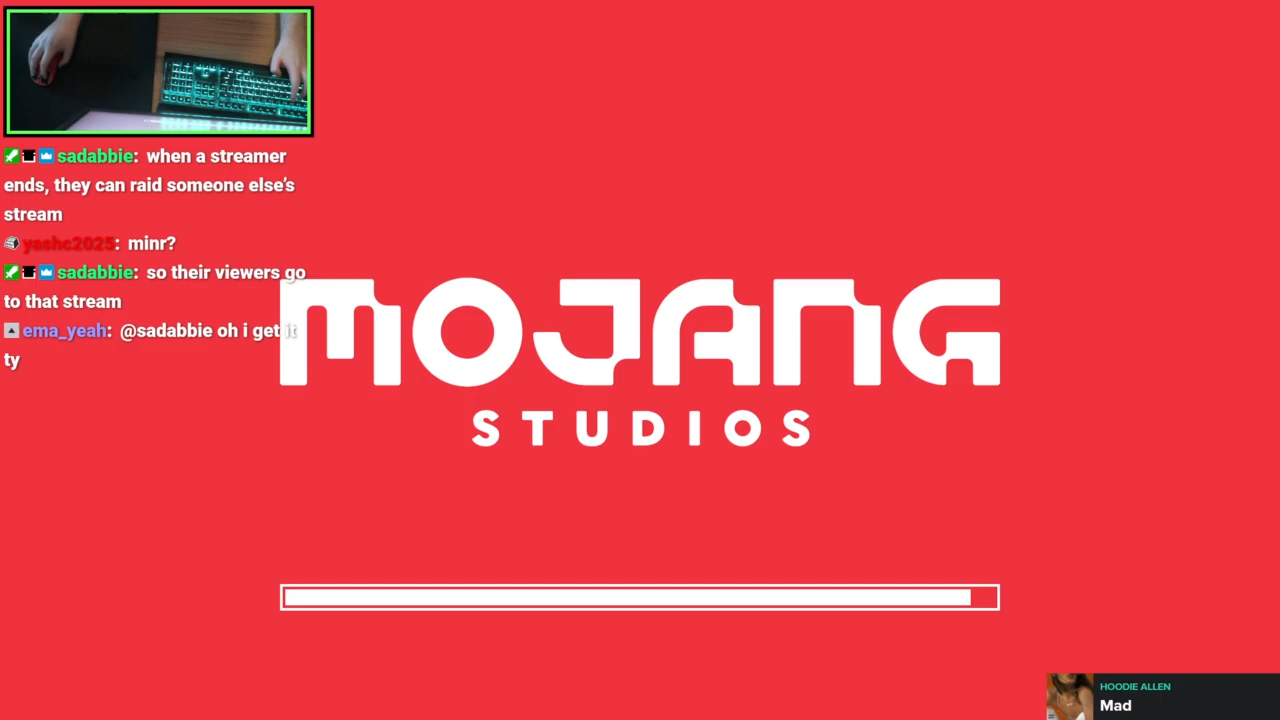 sadabbie: when a streamer
ends, they can raid someone else's
stream
yashc2025: minr?
sadabbie: so their viewers go
to that stream
ema_yeah: @sadabbie oh i get it
ty
MOJANG
STUDIOS
HOODIE ALLEN
Mad